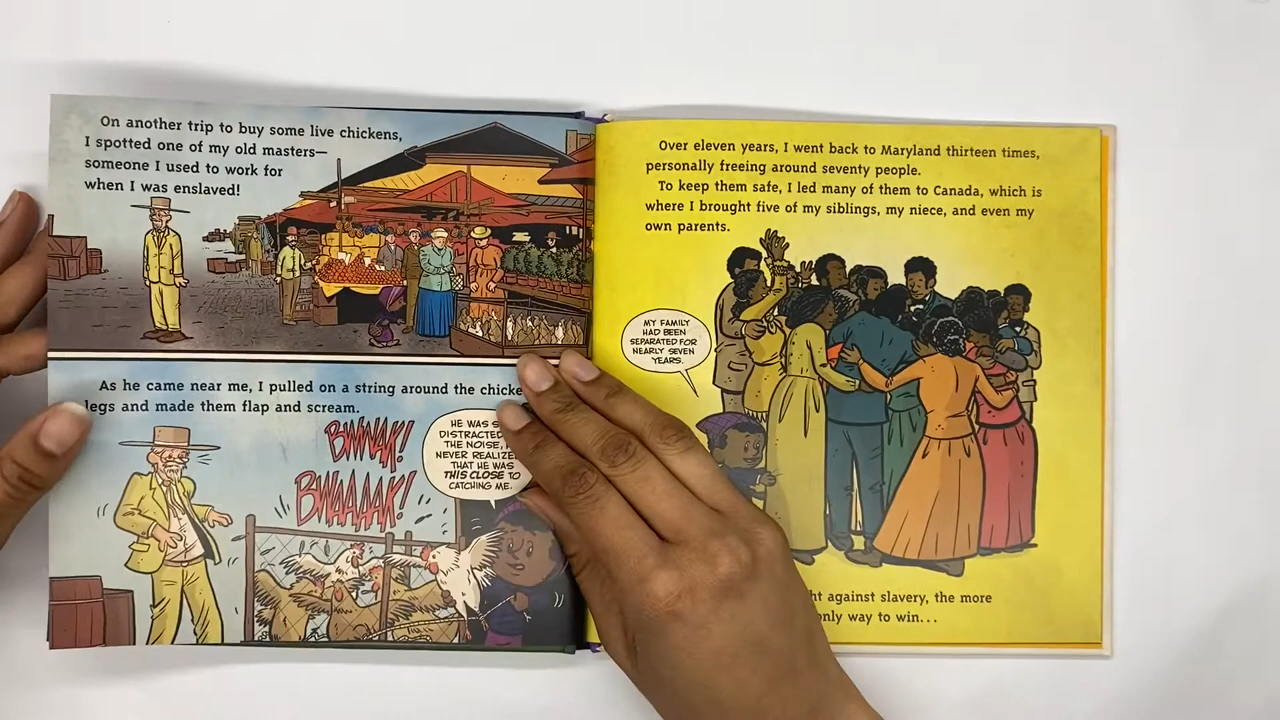 On another trip to buy some live chickens,
I spotted one of my old masters—
someone I used to work for
when I was enslaved!
As he came near me, I pulled on a string around the
legs and made them flap and scream.
BWWAK!
BWAAAAK!
HE WAS
DISTRACTED
THE NOISE,
NEVER
THAT HE WAS
THIS CLOSE TO
CATCHING ME.
Over eleven years, I went back to Maryland thirteen times,
personally freeing around seventy people.
To keep them safe, I led many of them to Canada, which is
where I brought five of my siblings, my niece, and even my
own parents.
MY FAMILY
HAD BEEN
SEPARATED FOR
NEARLY SEVEN
YEARS.
against slavery, the more
only way to win...